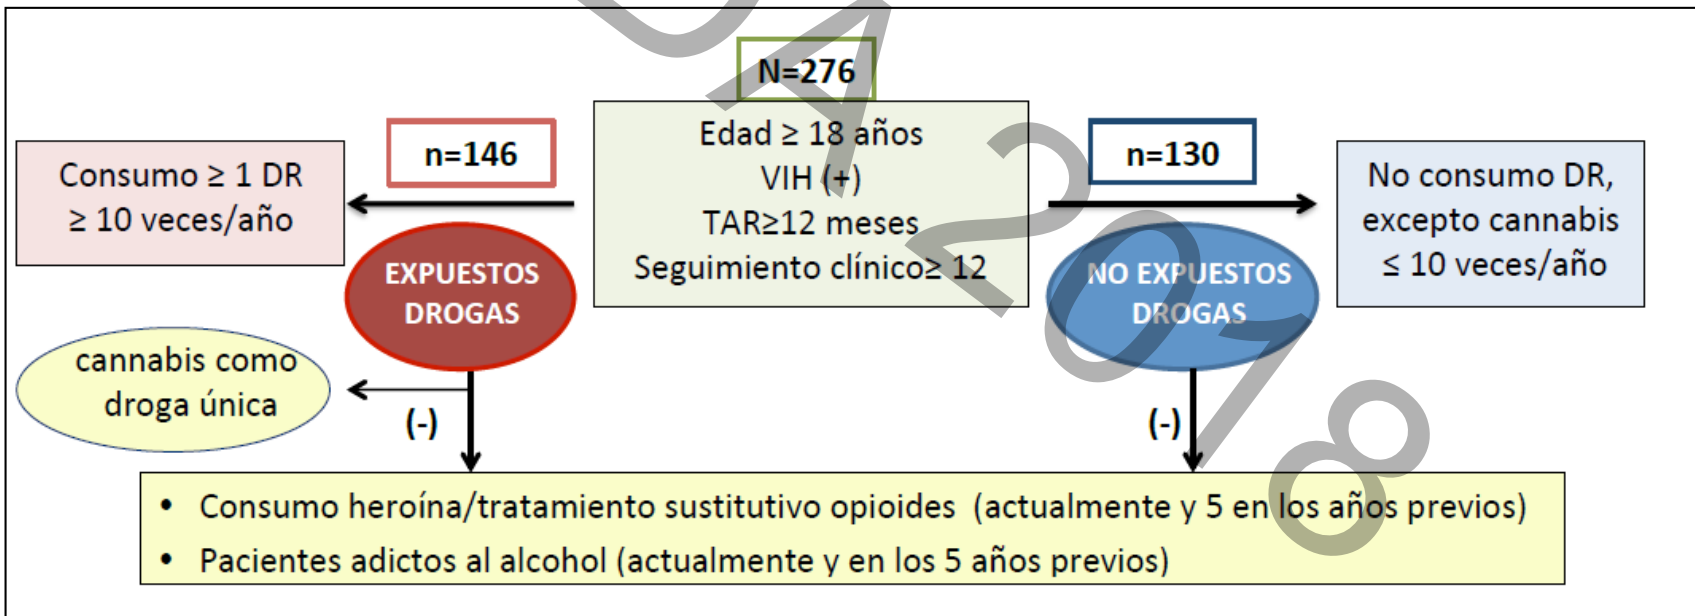 N=276
Edad ≥ 18 años
VIH (+)
TAR≥12 meses
Seguimiento clínico≥ 12
n=146
Consumo ≥ 1 DR
≥ 10 veces/año
EXPUESTOS
DROGAS
cannabis como
droga única
(-)
n=130
No consumo DR,
excepto cannabis
≤ 10 veces/año
NO EXPUESTOS
DROGAS
(-)
• Consumo heroína/tratamiento sustitutivo opioides (actualmente y 5 en los años previos)
• Pacientes adictos al alcohol (actualmente y en los 5 años previos)
2018